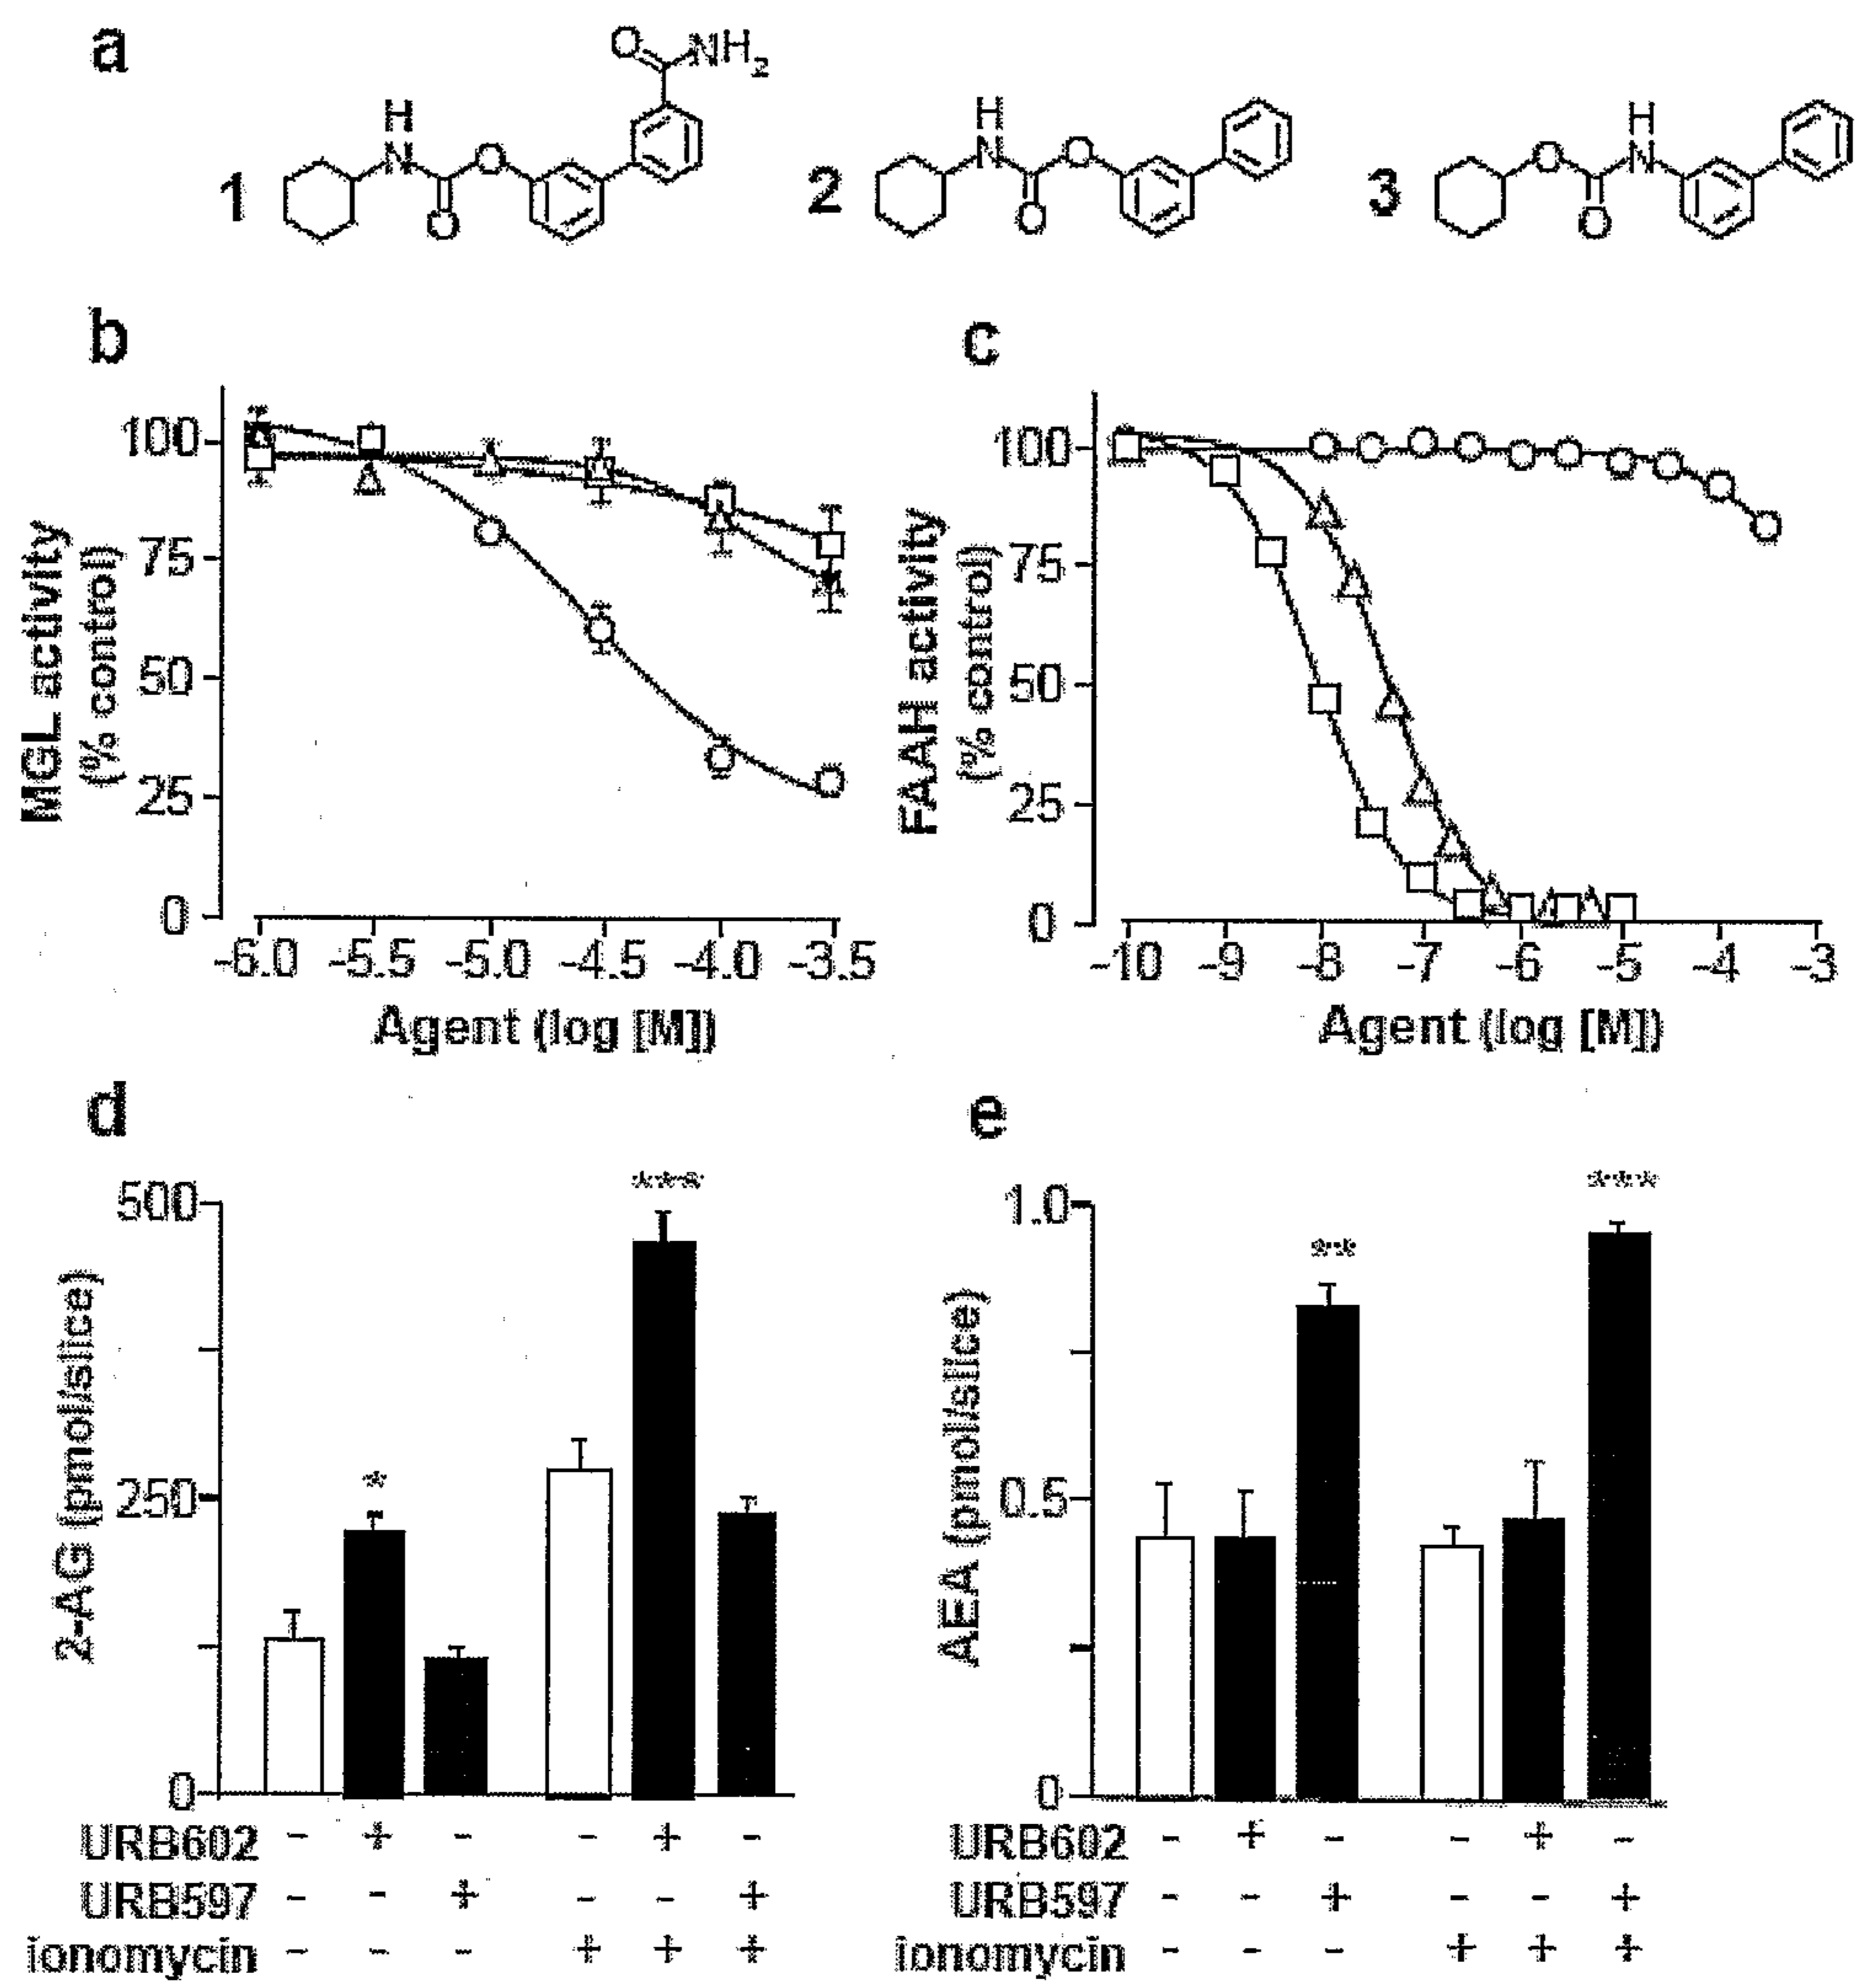 a
O NH2
H
N
O
O
1
H
N
O
O
2
H
N
O
O
3
b
MGL activity
(% control)
100
75
50
25
0
-6.0 -5.5 -5.0 -4.5 -4.0 -3.5
Agent (log [M])
c
FAAH activity
(% control)
100
75
50
25
0
-10 -9 -8 -7 -6 -5 -4 -3
Agent (log [M])
d
2-AG (pmol/slice)
500
250
0
***
*
URB602 - + - - + -
URB597 - - + - - +
ionomycin - - - + + +
e
AEA (pmol/slice)
1.0
0.5
0
***
**
URB602 - + - - + -
URB597 - - + - - +
ionomycin - - - + + +